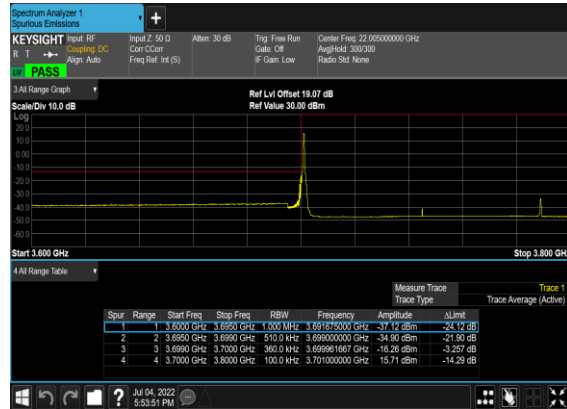 Spectrum Analyzer 1
Spurious Emissions
KEYSIGHT Input: RF Input Z: 50 Ω Atten: 30 dB Trig: Free Run Center Freq: 22.005000000 GHz
R T Coupling: DC Corr CCorr Gate: Off Avg|Hold: 300/300
Align: Auto Freq Ref: Int (S) IF Gain: Low Radio Std: None
PASS
3 All Range Graph
Ref Lvl Offset 19.07 dB
Scale/Div 10.0 dB Ref Value 30.00 dBm
Log
20.0
10.0
0.00
-10.0
-20.0
-30.0
-40.0
-50.0
-60.0
Start 3.600 GHz Stop 3.800 GH
4 All Range Table
Measure Trace Trace 1
Trace Type Trace Average (Active)
Spur Range Start Freq Stop Freq RBW Frequency Amplitude ΔLimit
1 1 3.6000 GHz 3.6950 GHz 1.000 MHz 3.691675000 GHz -37.12 dBm -24.12 dB
2 2 3.6950 GHz 3.6990 GHz 510.0 kHz 3.699000000 GHz -34.90 dBm -21.90 dB
3 3 3.6990 GHz 3.7000 GHz 360.0 kHz 3.699961667 GHz -16.26 dBm -3.257 dB
4 4 3.7000 GHz 3.8000 GHz 100.0 kHz 3.701000000 GHz 15.71 dBm -14.29 dB
Jul 04, 2022
5:53:51 PM